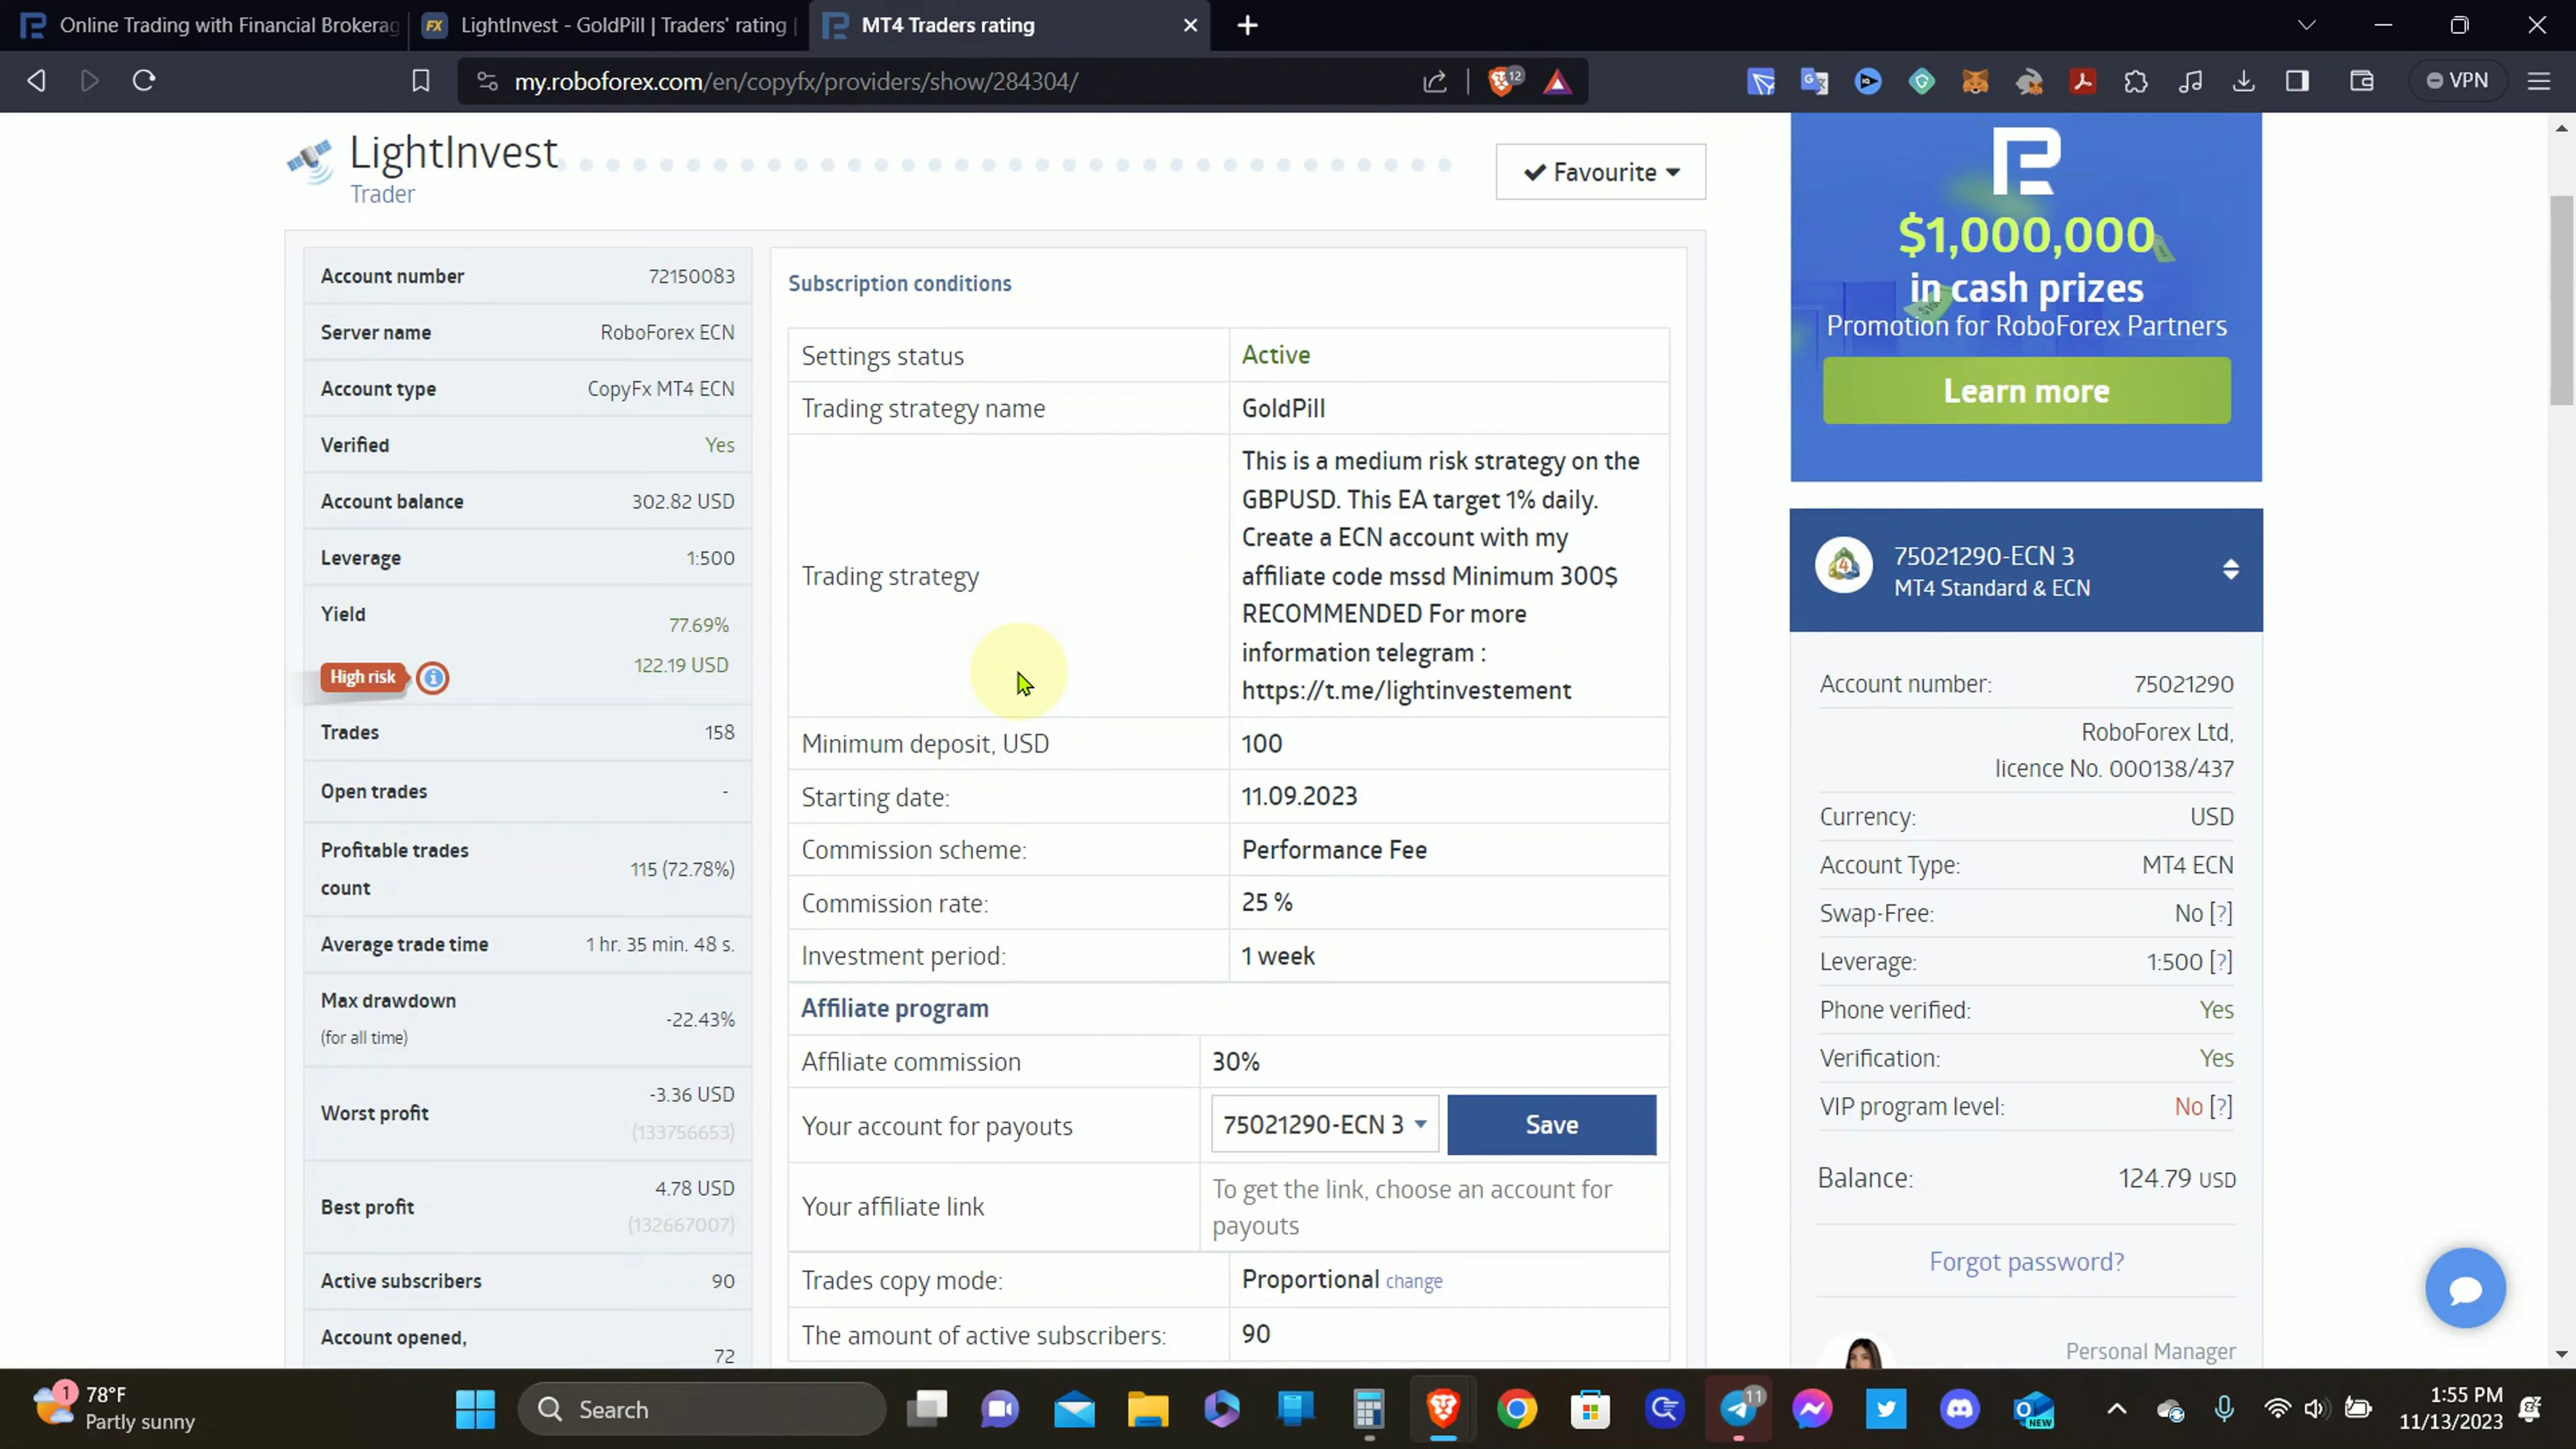 Online Trading with Financial Brokerag
LightInvest - GoldPill | Traders' rating |
MT4 Traders rating
my.roboforex.com/en/copyfx/providers/show/284304/
12
VPN
LightInvest
Trader
Favourite
Account number 72150083
Server name RoboForex ECN
Account type CopyFx MT4 ECN
Verified Yes
Account balance 302.82 USD
Leverage 1:500
Yield 77.69%
High risk 122.19 USD
Trades 158
Open trades -
Profitable trades
count 115 (72.78%)
Average trade time 1 hr. 35 min. 48 s.
Max drawdown
(for all time) -22.43%
Worst profit -3.36 USD
(133756653)
Best profit 4.78 USD
(132667007)
Active subscribers 90
Account opened,
72
Subscription conditions
Settings status Active
Trading strategy name GoldPill
Trading strategy
This is a medium risk strategy on the
GBPUSD. This EA target 1% daily.
Create a ECN account with my
affiliate code mssd Minimum 300$
RECOMMENDED For more
information telegram :
https://t.me/lightinvestement
Minimum deposit, USD 100
Starting date: 11.09.2023
Commission scheme: Performance Fee
Commission rate: 25 %
Investment period: 1 week
Affiliate program
Affiliate commission 30%
Your account for payouts 75021290-ECN 3 Save
Your affiliate link To get the link, choose an account for
payouts
Trades copy mode: Proportional change
The amount of active subscribers: 90
$1,000,000
in cash prizes
Promotion for RoboForex Partners
Learn more
4
75021290-ECN 3
MT4 Standard & ECN
Account number: 75021290
RoboForex Ltd,
licence No. 000138/437
Currency: USD
Account Type: MT4 ECN
Swap-Free: No [?]
Leverage: 1:500 [?]
Phone verified: Yes
Verification: Yes
VIP program level: No [?]
Balance: 124.79 USD
Forgot password?
Personal Manager
1
78°F
Partly sunny
Search
11
NEW
1:55 PM
11/13/2023